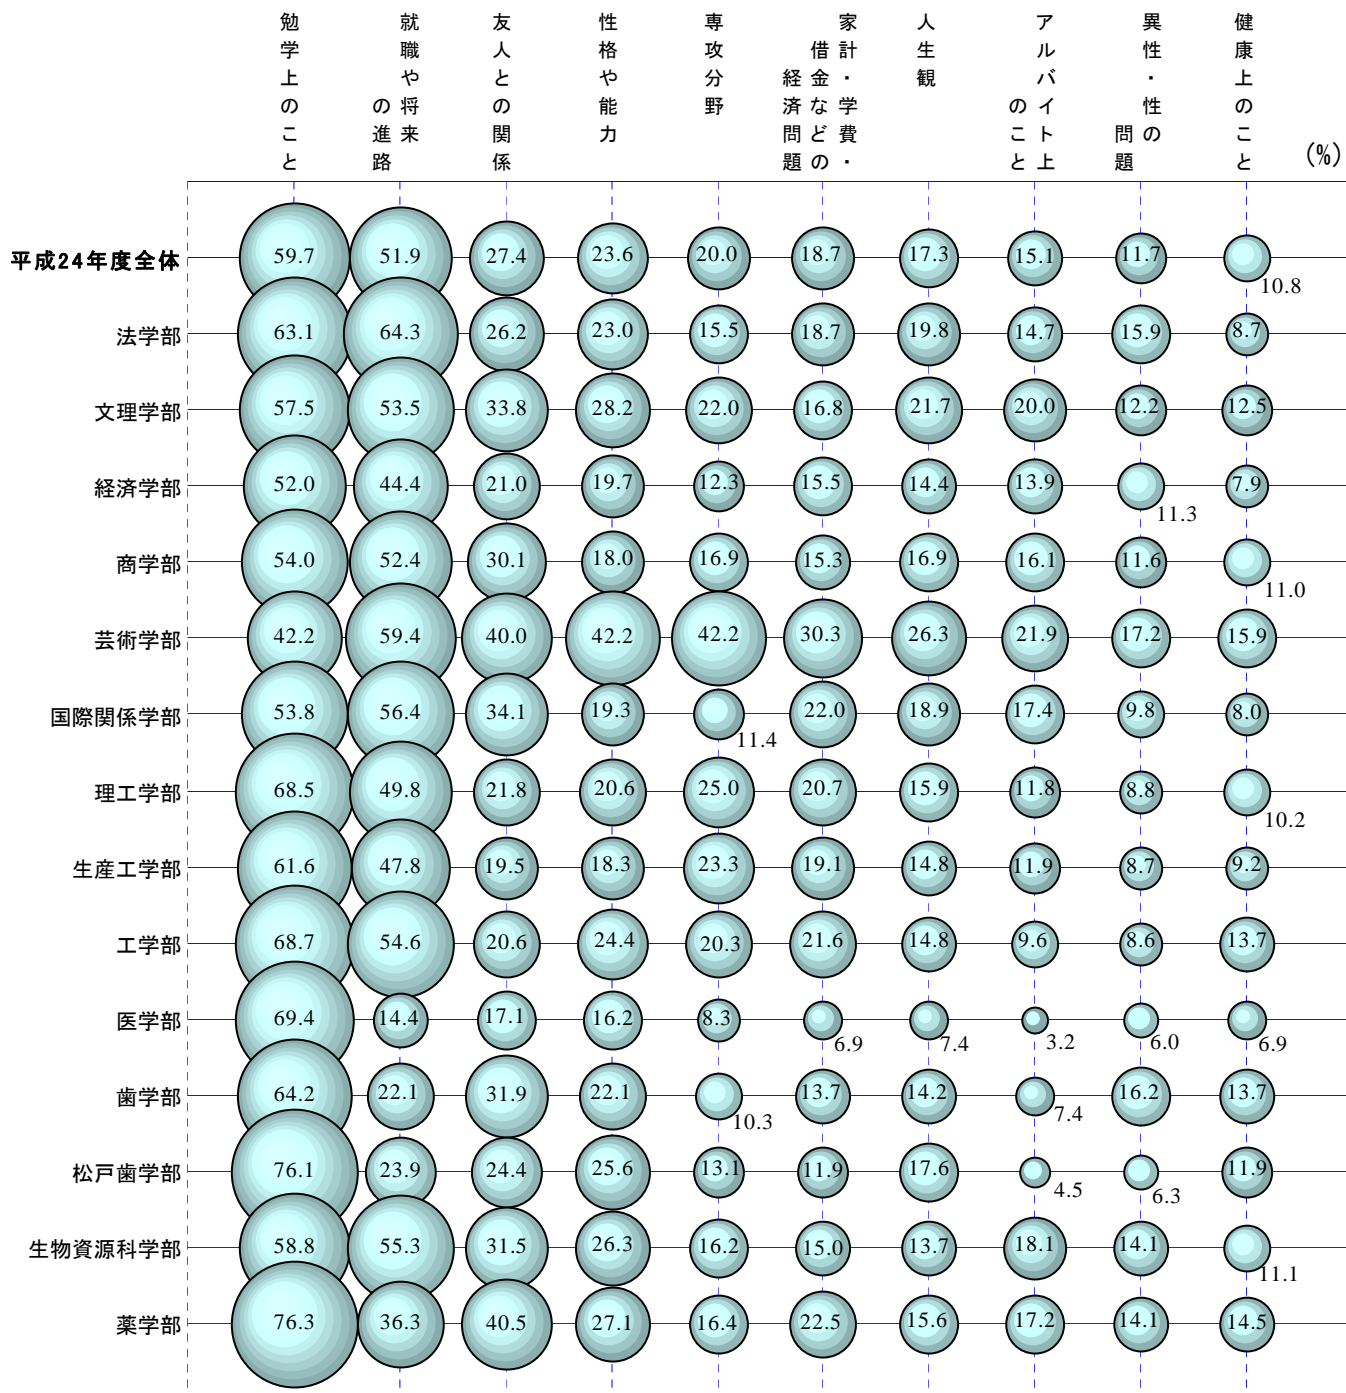 勉学上のこと
就職や将来
の進路
友人との関係
性格や能力
専攻分野
家計・学費・
借金などの
経済問題
人生観
アルバイト上
のこと
異性・性の
問題
健康上のこと
(%)
平成24年度全体 59.7 51.9 27.4 23.6 20.0 18.7 17.3 15.1 11.7 10.8
法学部 63.1 64.3 26.2 23.0 15.5 18.7 19.8 14.7 15.9 8.7
文理学部 57.5 53.5 33.8 28.2 22.0 16.8 21.7 20.0 12.2 12.5
経済学部 52.0 44.4 21.0 19.7 12.3 15.5 14.4 13.9 11.3 7.9
商学部 54.0 52.4 30.1 18.0 16.9 15.3 16.9 16.1 11.6 11.0
芸術学部 42.2 59.4 40.0 42.2 42.2 30.3 26.3 21.9 17.2 15.9
国際関係学部 53.8 56.4 34.1 19.3 11.4 22.0 18.9 17.4 9.8 8.0
理工学部 68.5 49.8 21.8 20.6 25.0 20.7 15.9 11.8 8.8 10.2
生産工学部 61.6 47.8 19.5 18.3 23.3 19.1 14.8 11.9 8.7 9.2
工学部 68.7 54.6 20.6 24.4 20.3 21.6 14.8 9.6 8.6 13.7
医学部 69.4 14.4 17.1 16.2 8.3 6.9 7.4 3.2 6.0 6.9
歯学部 64.2 22.1 31.9 22.1 10.3 13.7 14.2 7.4 16.2 13.7
松戸歯学部 76.1 23.9 24.4 25.6 13.1 11.9 17.6 4.5 6.3 11.9
生物資源科学部 58.8 55.3 31.5 26.3 16.2 15.0 13.7 18.1 14.1 11.1
薬学部 76.3 36.3 40.5 27.1 16.4 22.5 15.6 17.2 14.1 14.5